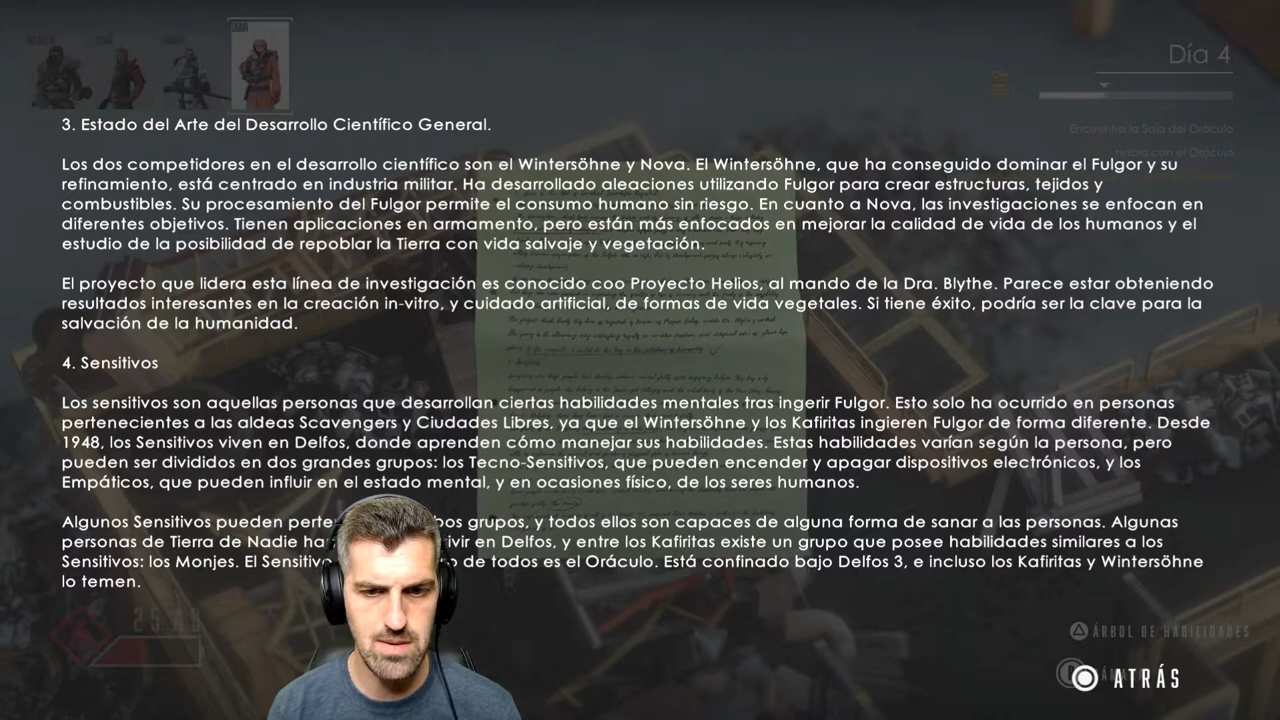 Día 4
Encuentra la Sala del Oráculo
Habla con el Oráculo
3. Estado del Arte del Desarrollo Científico General.
Los dos competidores en el desarrollo científico son el Wintersöhne y Nova. El Wintersöhne, que ha conseguido dominar el Fulgor y su
refinamiento, está centrado en industria militar. Ha desarrollado aleaciones utilizando Fulgor para crear estructuras, tejidos y
combustibles. Su procesamiento del Fulgor permite el consumo humano sin riesgo. En cuanto a Nova, las investigaciones se enfocan en
diferentes objetivos. Tienen aplicaciones en armamento, pero están más enfocados en mejorar la calidad de vida de los humanos y el
estudio de la posibilidad de repoblar la Tierra con vida salvaje y vegetación.
El proyecto que lidera esta línea de investigación es conocido coo Proyecto Helios, al mando de la Dra. Blythe. Parece estar obteniendo
resultados interesantes en la creación in-vitro, y cuidado artificial, de formas de vida vegetales. Si tiene éxito, podría ser la clave para la
salvación de la humanidad.
4. Sensitivos
Los sensitivos son aquellas personas que desarrollan ciertas habilidades mentales tras ingerir Fulgor. Esto solo ha ocurrido en personas
pertenecientes a las aldeas Scavengers y Ciudades Libres, ya que el Wintersöhne y los Kafiritas ingieren Fulgor de forma diferente. Desde
1948, los Sensitivos viven en Delfos, donde aprenden cómo manejar sus habilidades. Estas habilidades varían según la persona, pero
pueden ser divididos en dos grandes grupos: los Tecno-Sensitivos, que pueden encender y apagar dispositivos electrónicos, y los
Empáticos, que pueden influir en el estado mental, y en ocasiones físico, de los seres humanos.
Algunos Sensitivos pueden grupos, y todos ellos son capaces de alguna forma de sanar a las personas. Algunas
personas de Tierra de Nadie en Delfos, y entre los Kafiritas existe un grupo que posee habilidades similares a los
Sensitivos: los Monjes. El de todos es el Oráculo. Está confinado bajo Delfos 3, e incluso los Kafiritas y Wintersöhne
lo temen.
ÁRBOL DE HABILIDADES
ATRÁS